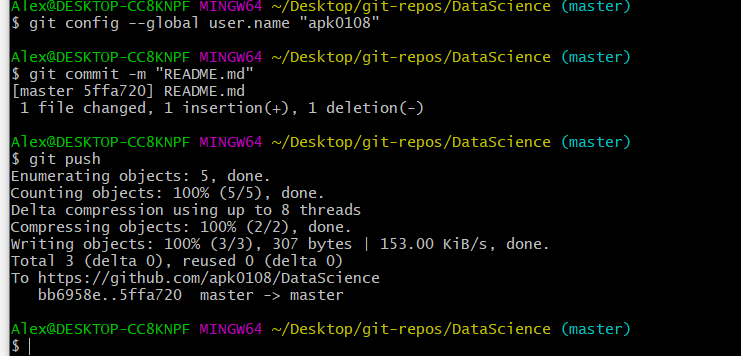 Alex@DESKTOP-CC8KNPF MINGW64 ~/Desktop/git-repos/DataScience (master)
$ git config --global user.name "apk0108"
Alex@DESKTOP-CC8KNPF MINGW64 ~/Desktop/git-repos/DataScience (master)
$ git commit -m "README.md"
[master 5ffa720] README.md
 1 file changed, 1 insertion(+), 1 deletion(-)
Alex@DESKTOP-CC8KNPF MINGW64 ~/Desktop/git-repos/DataScience (master)
$ git push
Enumerating objects: 5, done.
Counting objects: 100% (5/5), done.
Delta compression using up to 8 threads
Compressing objects: 100% (2/2), done.
Writing objects: 100% (3/3), 307 bytes | 153.00 KiB/s, done.
Total 3 (delta 0), reused 0 (delta 0)
To https://github.com/apk0108/DataScience
   bb6958e..5ffa720  master -> master
Alex@DESKTOP-CC8KNPF MINGW64 ~/Desktop/git-repos/DataScience (master)
$